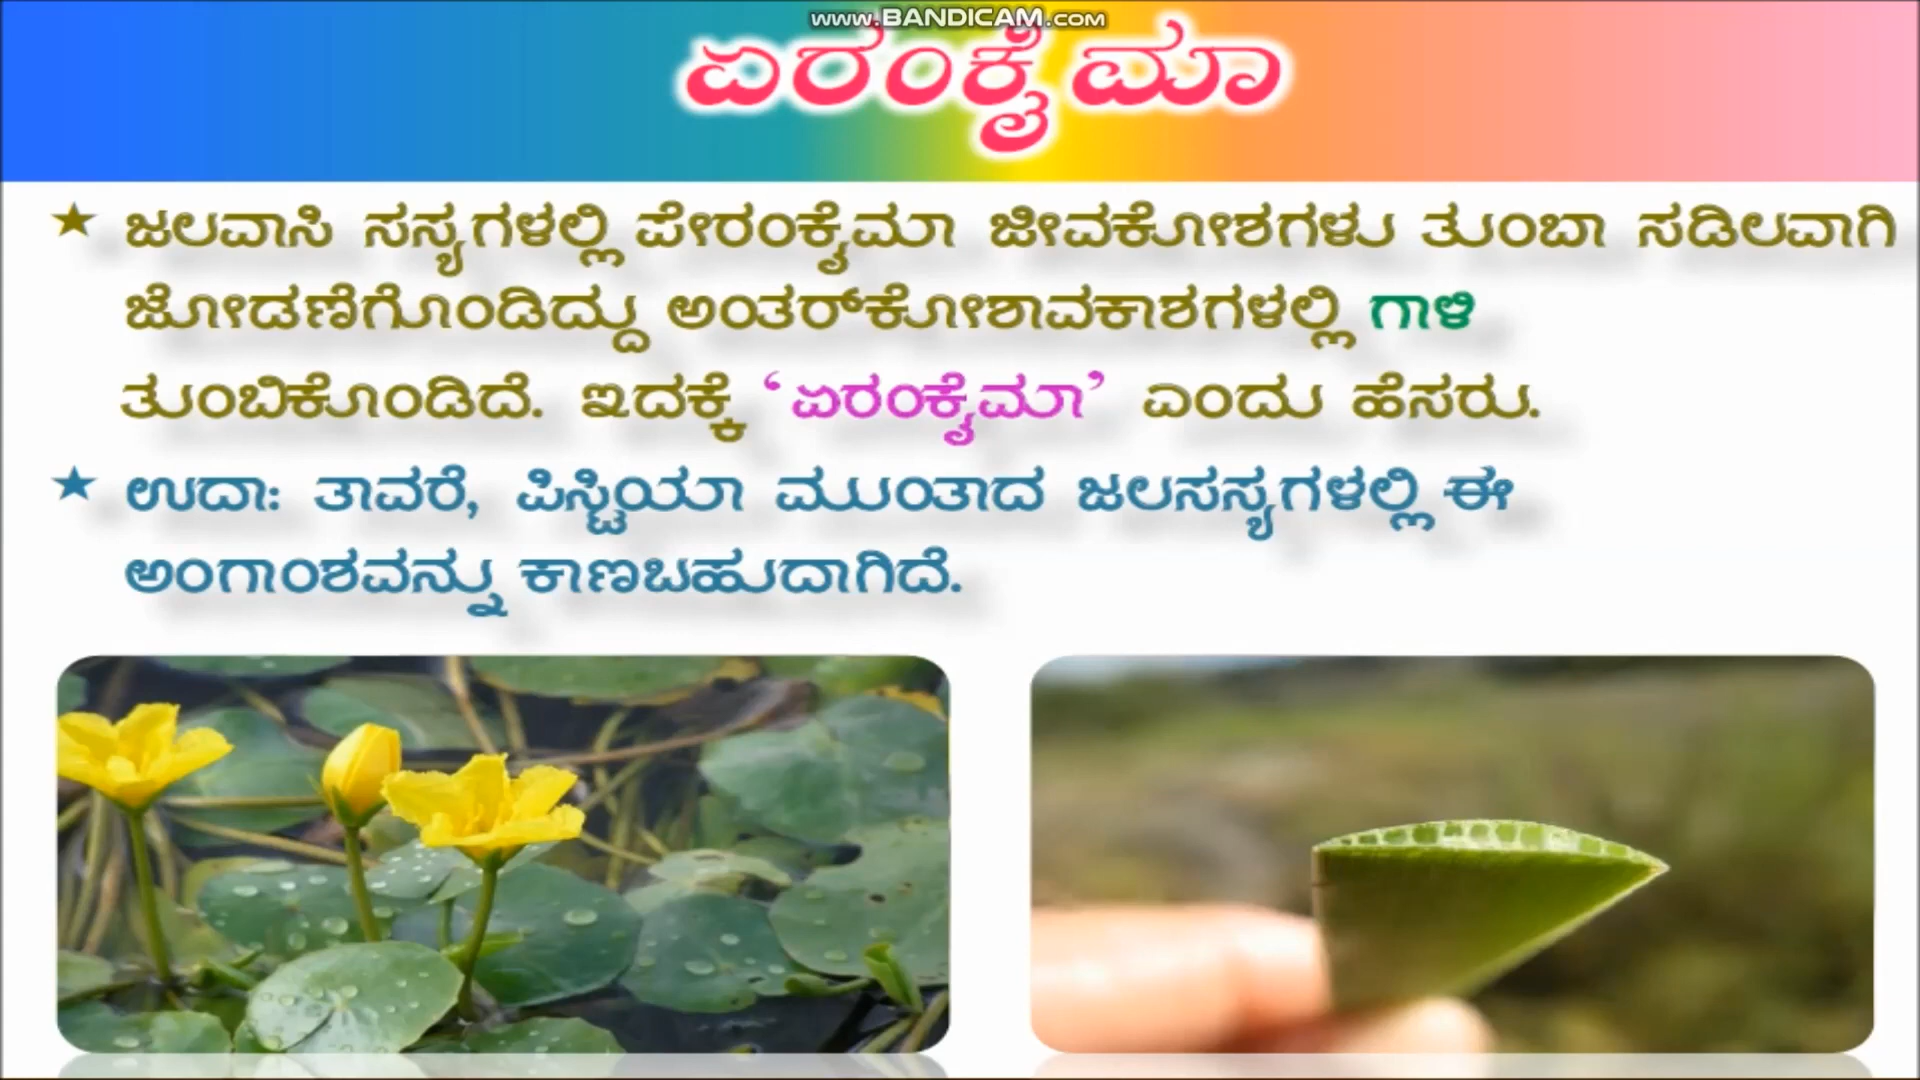 www.BANDICAM.com
ಏರಂಕೈಮಾ
★ ಜಲವಾಸಿ ಸಸ್ಯಗಳಲ್ಲಿ ಪೇರಂಕೈಮಾ ಜೀವಕೋಶಗಳು ತುಂಬಾ ಸಡಿಲವಾಗಿ
ಜೋಡಣೆಗೊಂಡಿದ್ದು ಅಂತರ್‌ಕೋಶಾವಕಾಶಗಳಲ್ಲಿ ಗಾಳಿ
ತುಂಬಿಕೊಂಡಿದೆ. ಇದಕ್ಕೆ ‘ಏರಂಕೈಮಾ’ ಎಂದು ಹೆಸರು.
★ ಉದಾ: ತಾವರೆ, ಪಿಸ್ಟಿಯಾ ಮುಂತಾದ ಜಲಸಸ್ಯಗಳಲ್ಲಿ ಈ
ಅಂಗಾಂಶವನ್ನು ಕಾಣಬಹುದಾಗಿದೆ.